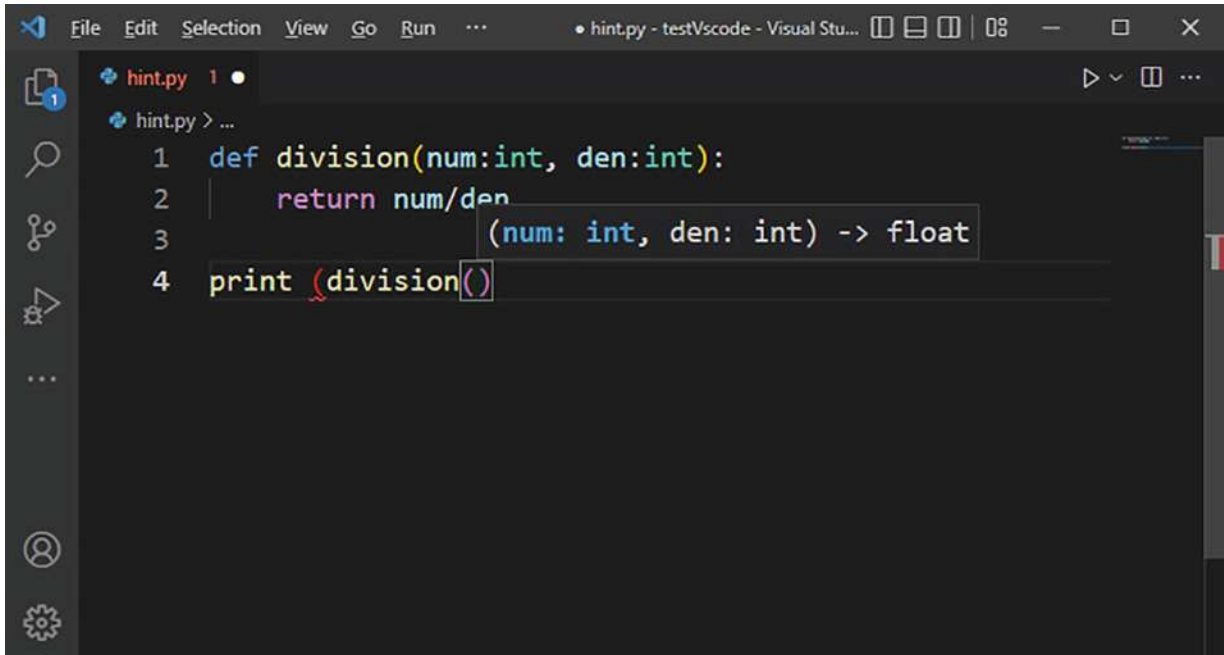 File Edit Selection View Go Run ··· ● hint.py - testVscode - Visual Stu...
hint.py 1 ●
hint.py > ...
1 def division(num:int, den:int):
2 return num/den
(num: int, den: int) -> float
3
4 print (division()
1